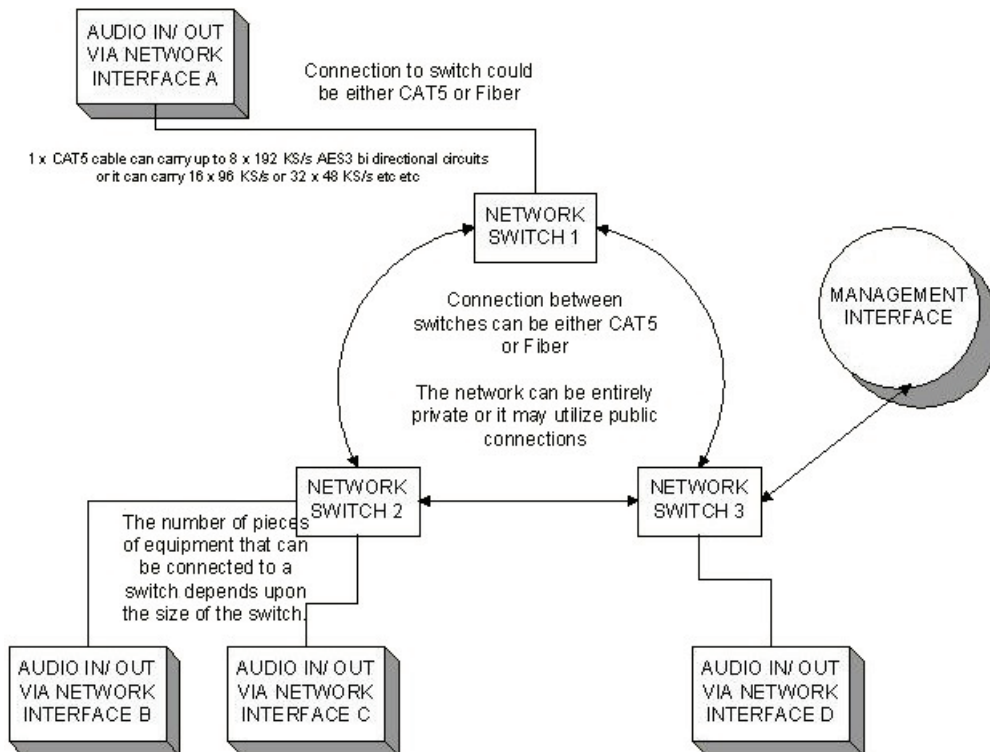 AUDIO IN/ OUT
VIA NETWORK
INTERFACE A
Connection to switch could
be either CAT5 or Fiber
1 x CAT5 cable can carry up to 8 x 192 KS/s AES3 bi directional circuits
or it can carry 16 x 96 KS/s or 32 x 48 KS/s etc etc
NETWORK
SWITCH 1
Connection between
switches can be either CAT5
or Fiber
MANAGEMENT
INTERFACE
The network can be entirely
private or it may utilize public
connections
NETWORK
SWITCH 2
NETWORK
SWITCH 3
The number of pieces
of equipment that can
be connected to a
switch depends upon
the size of the switch.
AUDIO IN/ OUT
VIA NETWORK
INTERFACE B
AUDIO IN/ OUT
VIA NETWORK
INTERFACE C
AUDIO IN/ OUT
VIA NETWORK
INTERFACE D